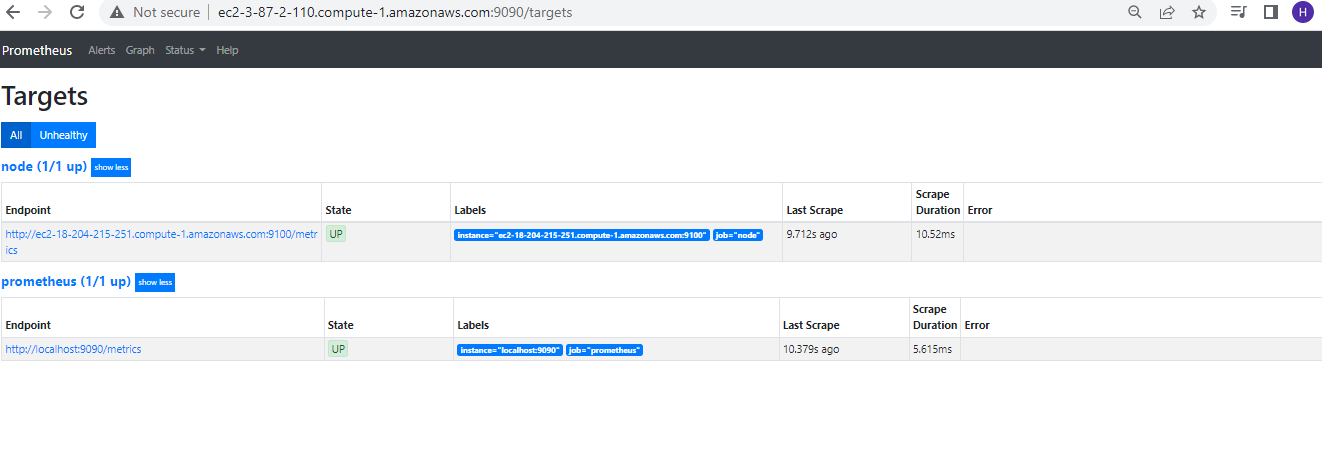 Not secure | ec2-3-87-2-110.compute-1.amazonaws.com:9090/targets
H
Prometheus Alerts Graph Status Help
Targets
All Unhealthy
node (1/1 up) show less
Scrape
Endpoint State Labels Last Scrape Duration Error
http://ec2-18-204-215-251.compute-1.amazonaws.com:9100/metr UP instance="ec2-18-204-215-251.compute-1.amazonaws.com:9100" job="node" 9.712s ago 10.52ms
ics
prometheus (1/1 up) show less
Scrape
Endpoint State Labels Last Scrape Duration Error
http://localhost:9090/metrics UP instance="localhost:9090" job="prometheus" 10.379s ago 5.615ms